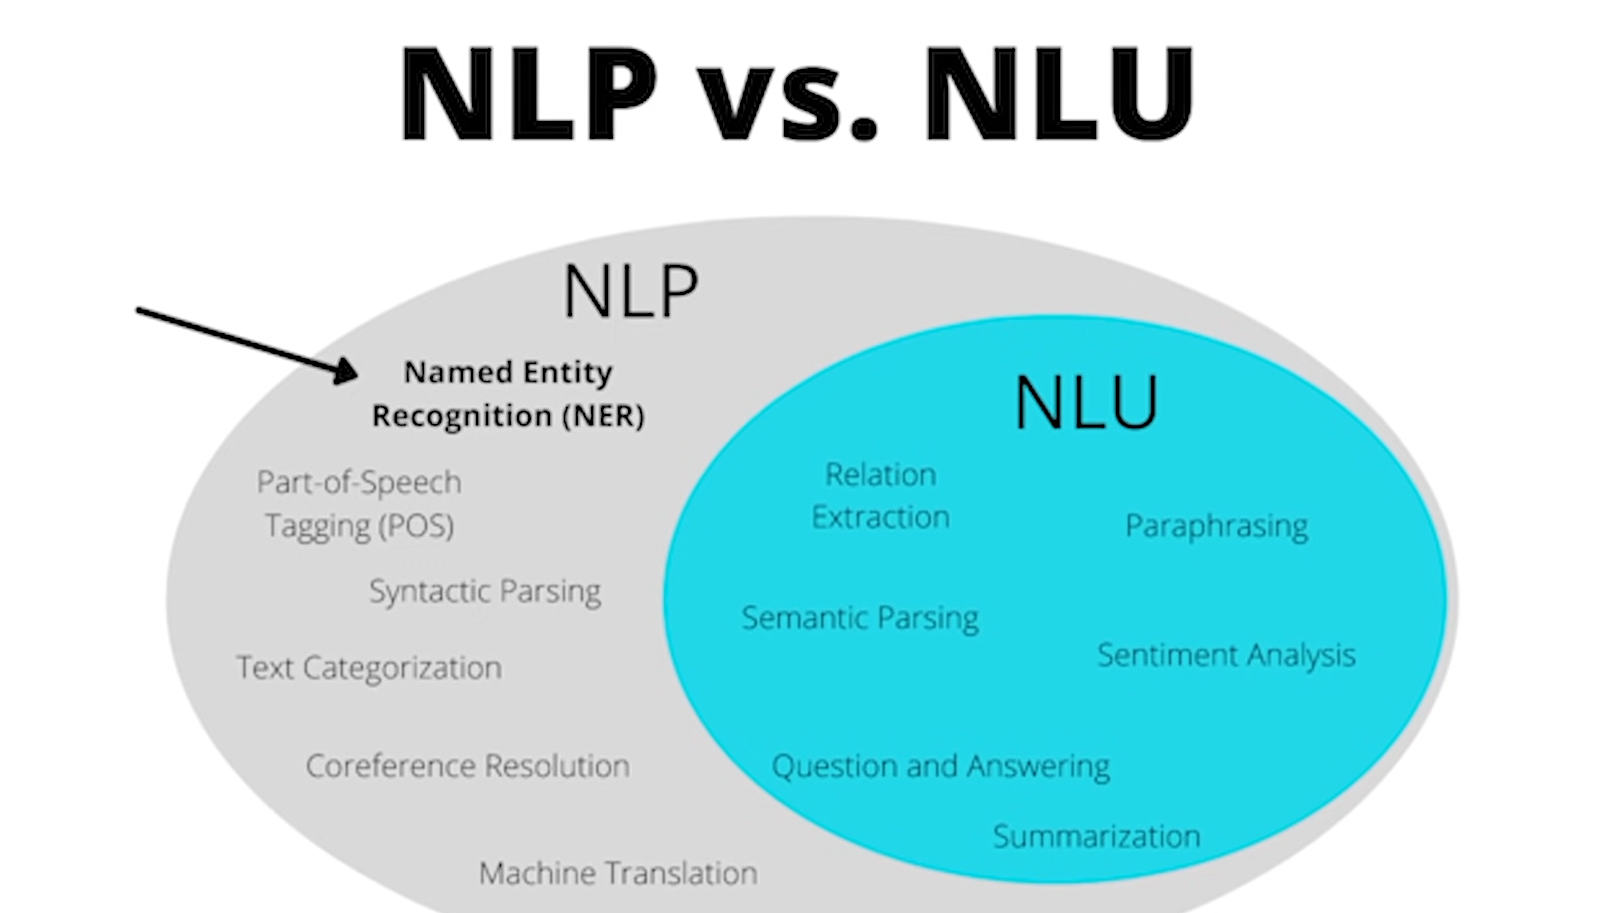 NLP vs. NLU
NLP
Named Entity
Recognition (NER)
Part-of-Speech
Tagging (POS)
Syntactic Parsing
Text Categorization
Coreference Resolution
Machine Translation
NLU
Relation
Extraction
Paraphrasing
Semantic Parsing
Sentiment Analysis
Question and Answering
Summarization